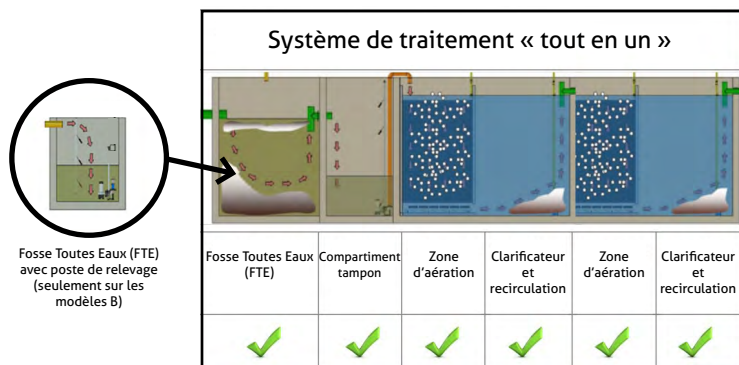 Système de traitement « tout en un »
Fosse Toutes Eaux (FTE)
avec poste de relevage
(seulement sur les
modèles B)
Fosse Toutes Eaux
(FTE)
Compartiment
tampon
Zone
d'aération
Clarificateur
et
recirculation
Zone
d'aération
Clarificateur
et
recirculation